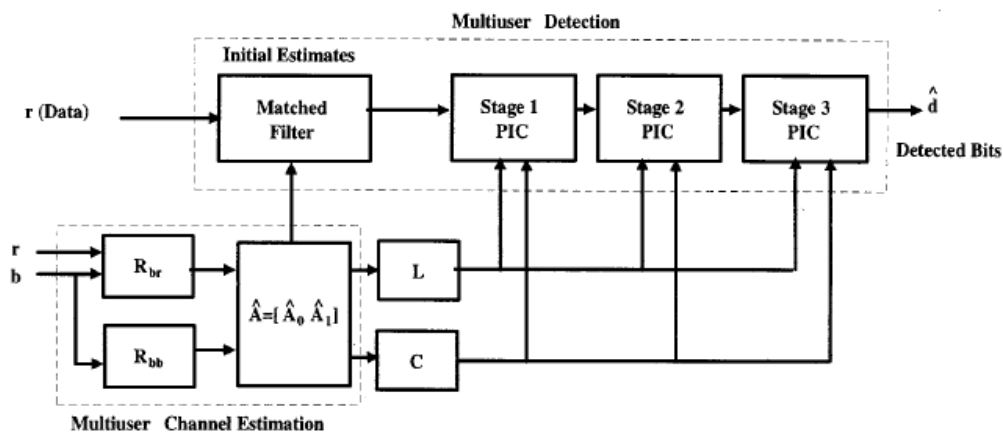 Multiuser Detection
Initial Estimates
r (Data)
Matched
Filter
Stage 1
PIC
Stage 2
PIC
Stage 3
PIC
^
d
Detected Bits
r
b
R_br
Â=[ Â_0 Â_1]
L
R_bb
C
Multiuser Channel Estimation